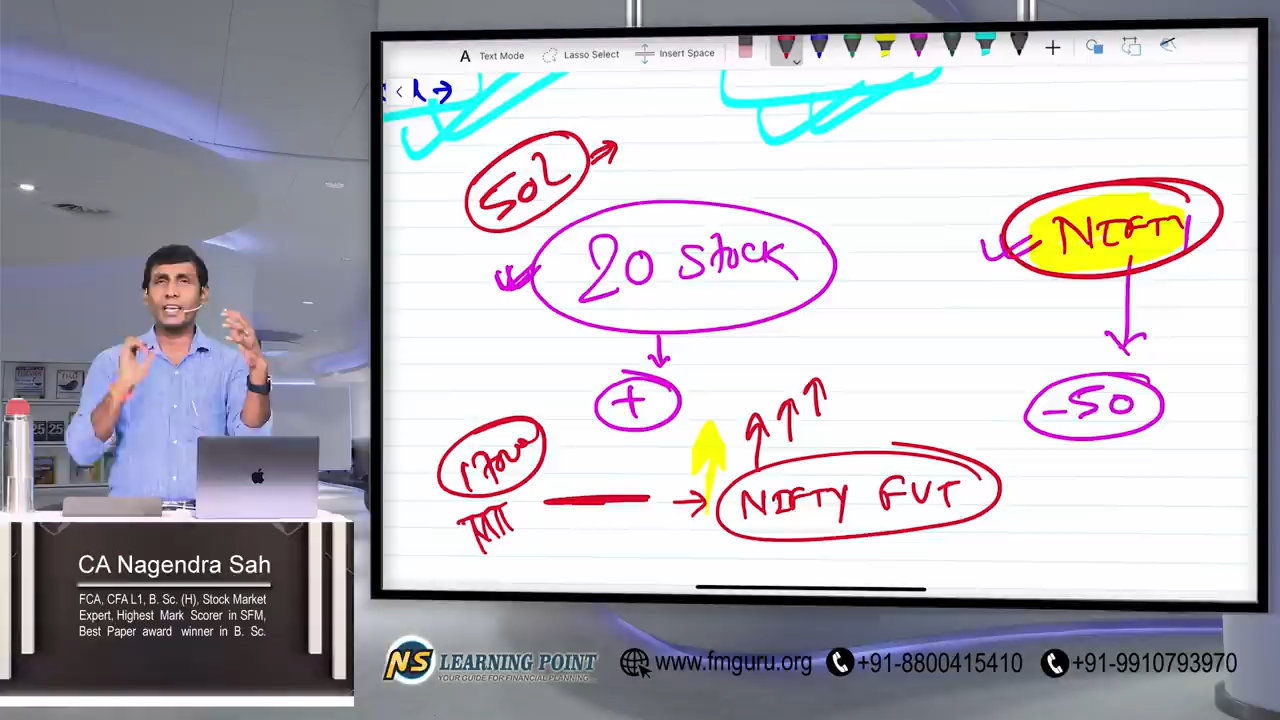 Text Mode
Lasso Select
Insert Space
20 Stock
NIFTY
+
-50
NIFTY FUT
CA Nagendra Sah
FCA, CFA L1, B. Sc. (H), Stock Market
Expert, Highest Mark Scorer in SFM,
Best Paper award winner in B. Sc.
25 25
NS LEARNING POINT
YOUR GUIDE FOR FINANCIAL PLANNING
www.fmguru.org
+91-8800415410
+91-9910793970